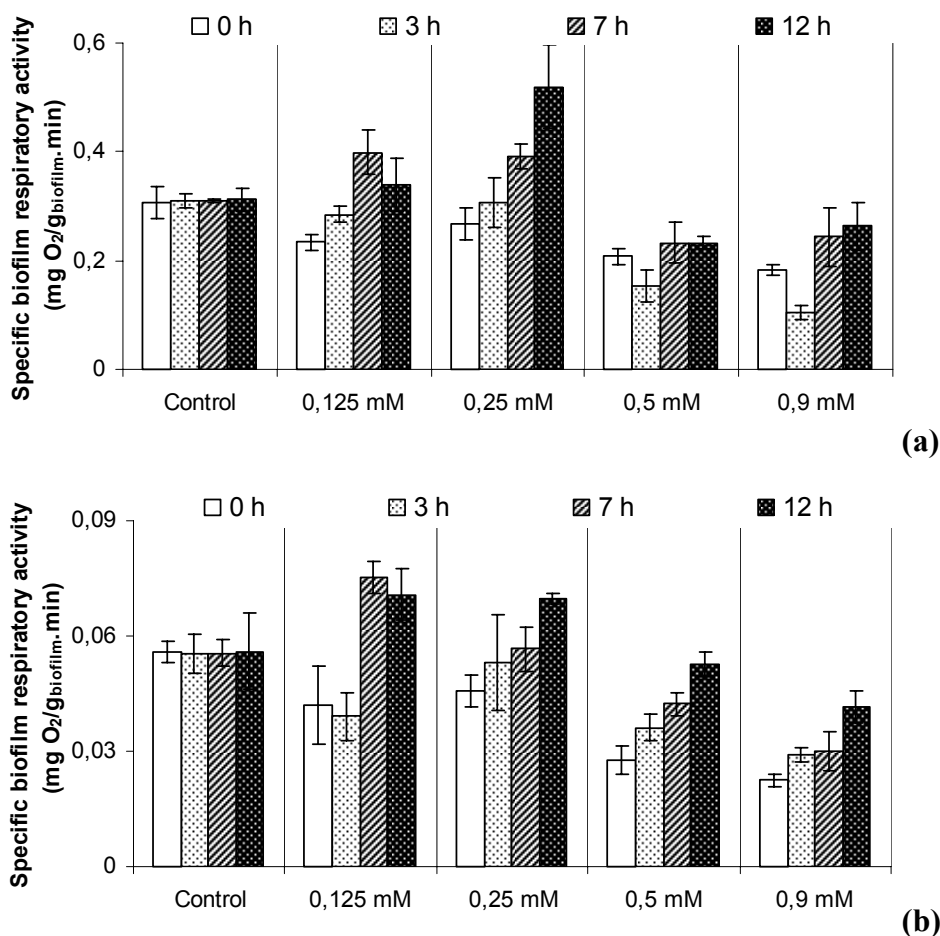 0 h 3 h 7 h 12 h
Specific biofilm respiratory activity
(mg O₂/gbiofilm.min)
0,6
0,4
0,2
0
Control 0,125 mM 0,25 mM 0,5 mM 0,9 mM
(a)
0 h 3 h 7 h 12 h
Specific biofilm respiratory activity
(mg O₂/gbiofilm.min)
0,09
0,06
0,03
0
Control 0,125 mM 0,25 mM 0,5 mM 0,9 mM
(b)